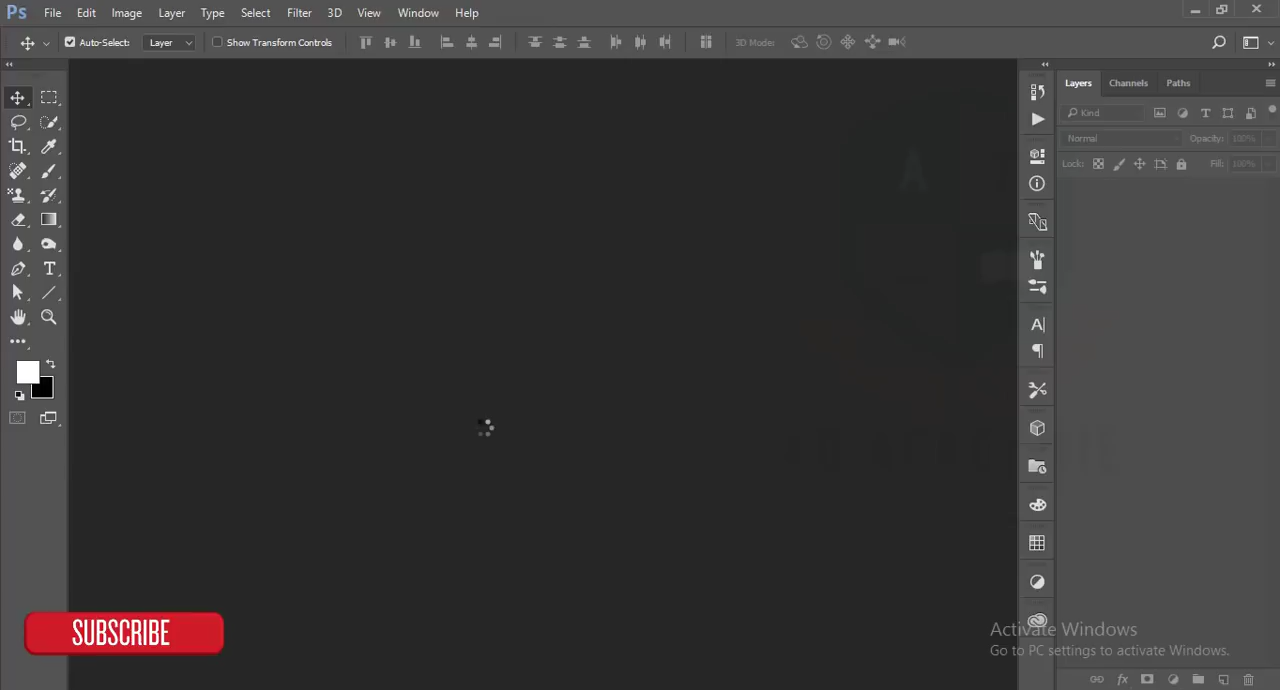 Ps File Edit Image Layer Type Select Filter 3D View Window Help
Auto-Select: Layer Show Transform Controls 3D Mode:
Layers Channels Paths
Kind
Normal Opacity: 100%
Lock: Fill: 100%
SUBSCRIBE
Activate Windows
Go to PC settings to activate Windows.